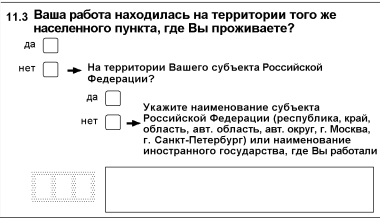 11.3 Ваша работа находилась на территории того же
населенного пункта, где Вы проживаете?
да
нет
На территории Вашего субъекта Российской
Федерации?
да
нет
Укажите наименование субъекта
Российской Федерации (республика, край,
область, авт. область, авт. округ, г. Москва,
г. Санкт-Петербург) или наименование
иностранного государства, где Вы работали